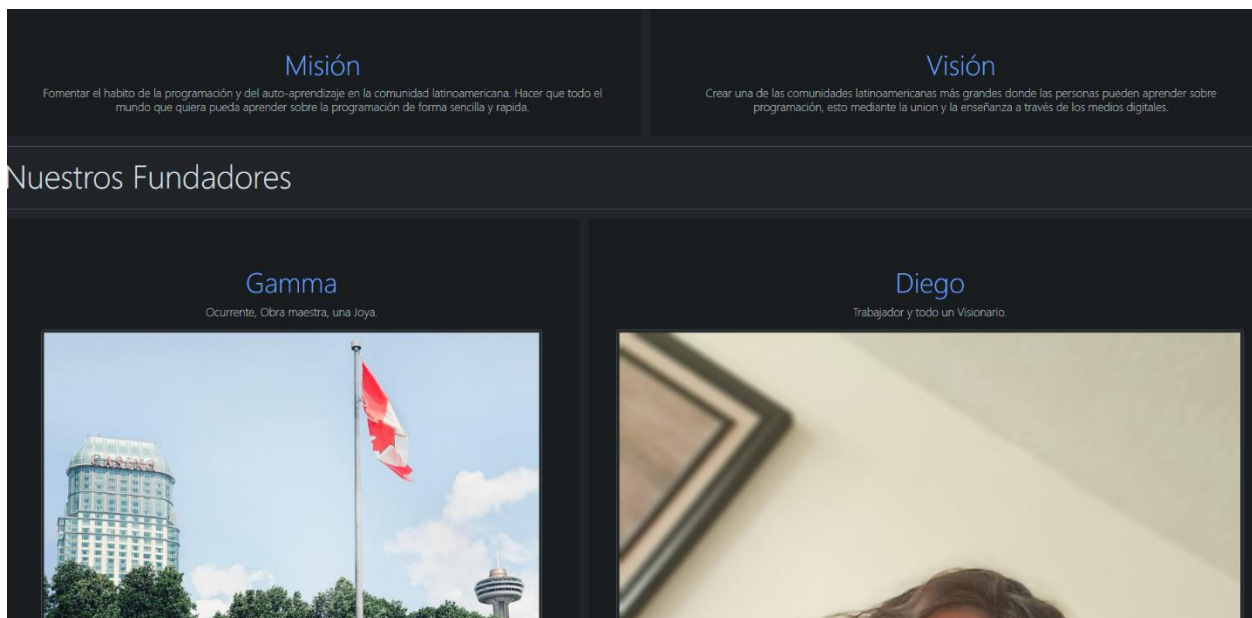 Misión
Fomentar el habito de la programación y del auto-aprendizaje en la comunidad latinoamericana. Hacer que todo el
mundo que quiera pueda aprender sobre la programación de forma sencilla y rapida.
Visión
Crear una de las comunidades latinoamericanas más grandes donde las personas pueden aprender sobre
programación, esto mediante la union y la enseñanza a través de los medios digitales.
Nuestros Fundadores
Gamma
Ocurrente, Obra maestra, una Joya.
CASINO
Diego
Trabajador y todo un Visionario.